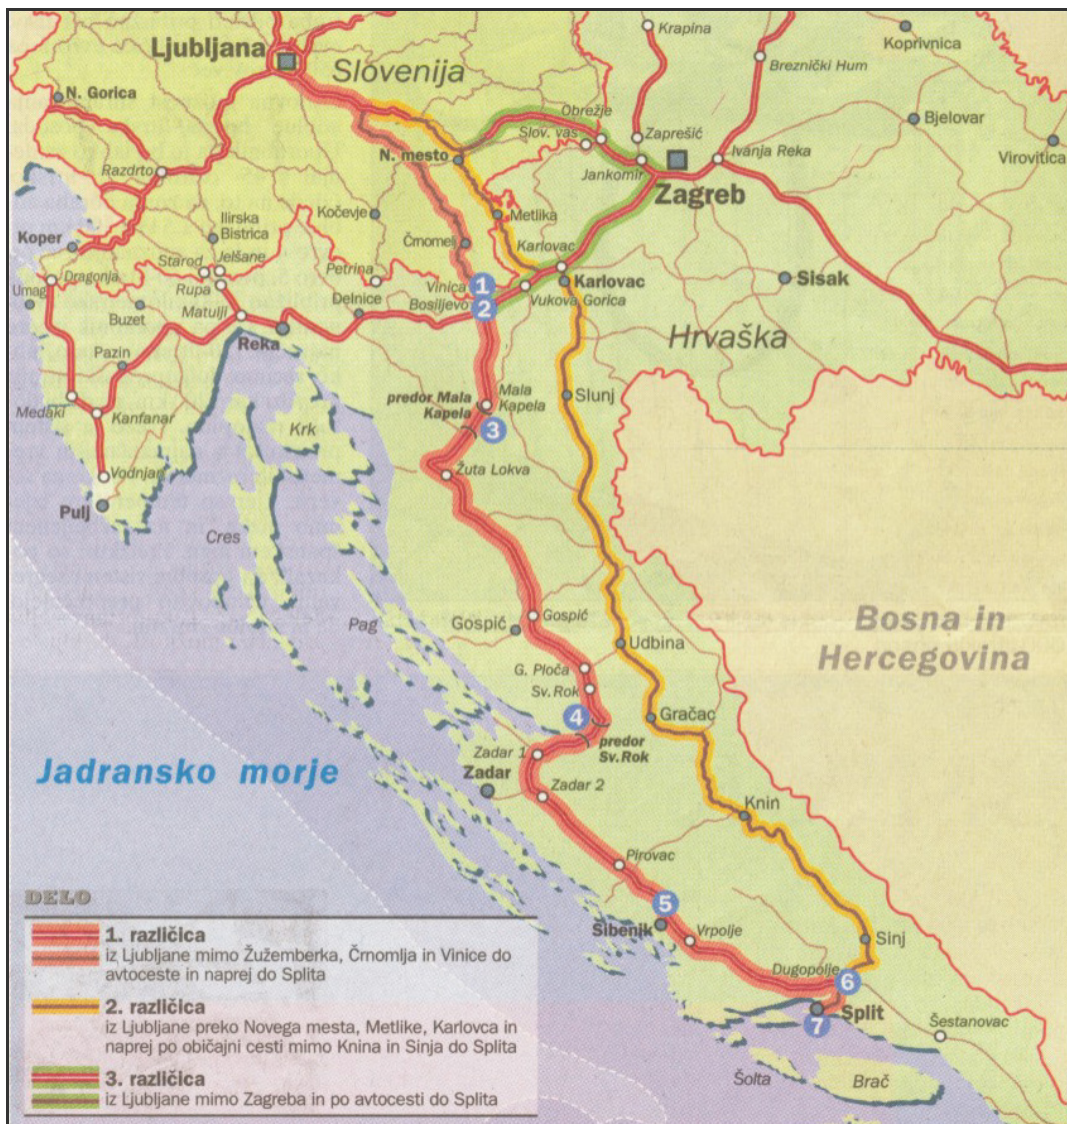 Ljubljana
Slovenija
N. Gorica
Krapina
Koprivnica
Breznički Hum
Bjelovar
Virovitica
Obrežje
Slov. vas
Zaprešić
Ivanja Reka
N. mesto
Jankomir
Zagreb
Razdrto
Kočevje
Metlika
Ilirska
Bistrica
Koper
Črnomelj
Karlovac
Starod
Jelšane
Petrina
Vinica
1
Karlovac
Sisak
Dragonja
Umag
Rupa
Delnice
Bosiljevo
2
Vukova Gorica
Buzet
Matulji
Reka
Hrvaška
Pazin
Medaki
Kanfanar
predor Mala
Kapela
Mala
Kapela
3
Slunj
Krk
Vodnjan
Pulj
Žuta Lokva
Cres
Pag
Gospić
Gospić
Udbina
Bosna in
Hercegovina
G. Ploča
Sv. Rok
4
Gračac
predor
Sv. Rok
Zadar 1
Jadransko morje
Zadar
Zadar 2
Knin
Pirovac
5
Šibenik
Vrpolje
Sinj
Dugopolje
6
Split
7
Šestanovac
Šolta
Brač
DELO
1. različica
iz Ljubljane mimo Žužemberka, Črnomlja in Vinice do
avtoceste in naprej do Splita
2. različica
iz Ljubljane preko Novega mesta, Metlike, Karlovca in
naprej po običajni cesti mimo Knina in Sinja do Splita
3. različica
iz Ljubljane mimo Zagreba in po avtocesti do Splita